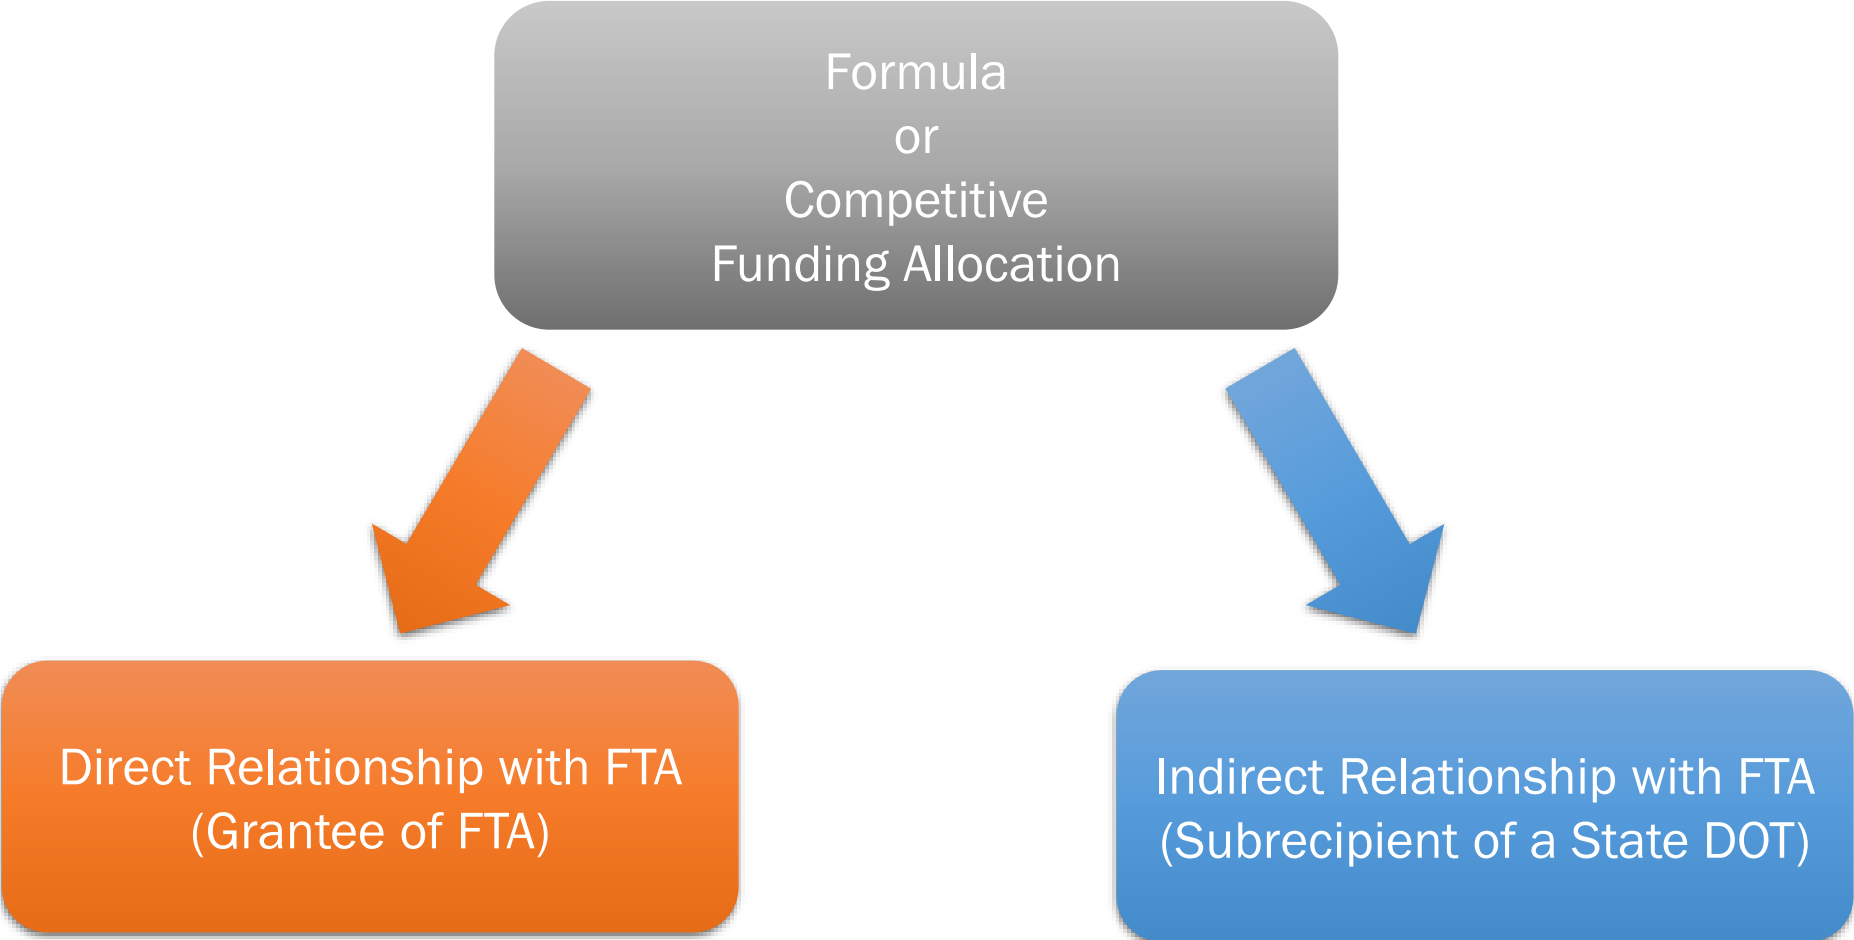 Formula
or
Competitive
Funding Allocation
Direct Relationship with FTA
(Grantee of FTA)
Indirect Relationship with FTA
(Subrecipient of a State DOT)